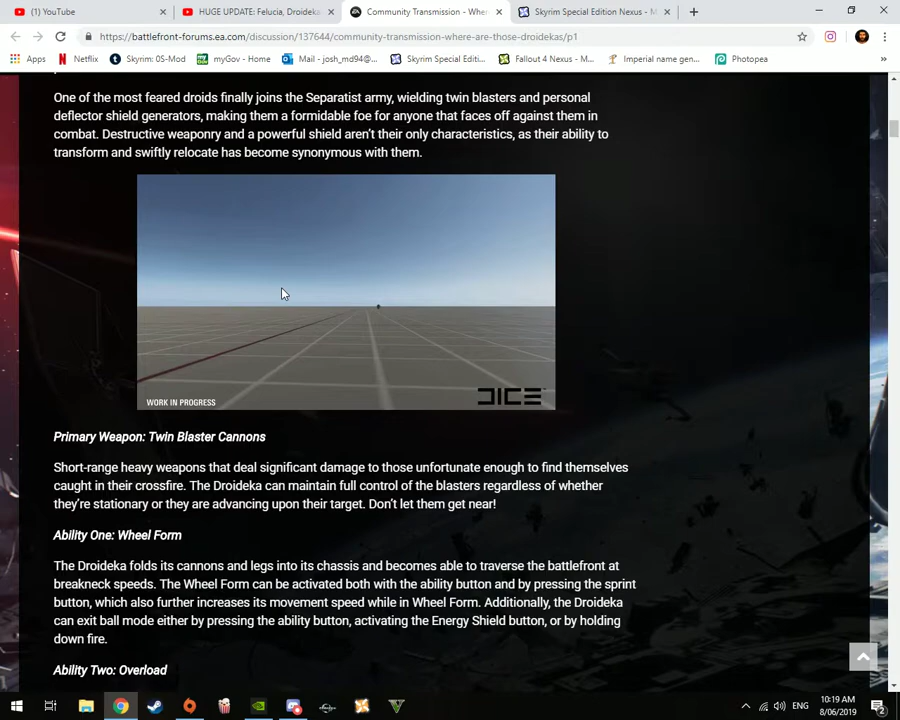 (1) YouTube
HUGE UPDATE: Felucia, Droideka
Community Transmission - Whe
Skyrim Special Edition Nexus - M
https://battlefront-forums.ea.com/discussion/137644/community-transmission-where-are-those-droidekas/p1
Apps
Netflix
Skyrim: 0S-Mod
myGov - Home
Mail - josh_md94@...
Skyrim Special Editi...
Fallout 4 Nexus - M...
Imperial name gen...
Photopea
One of the most feared droids finally joins the Separatist army, wielding twin blasters and personal
deflector shield generators, making them a formidable foe for anyone that faces off against them in
combat. Destructive weaponry and a powerful shield aren't their only characteristics, as their ability to
transform and swiftly relocate has become synonymous with them.
WORK IN PROGRESS
DICE
Primary Weapon: Twin Blaster Cannons
Short-range heavy weapons that deal significant damage to those unfortunate enough to find themselves
caught in their crossfire. The Droideka can maintain full control of the blasters regardless of whether
they're stationary or they are advancing upon their target. Don't let them get near!
Ability One: Wheel Form
The Droideka folds its cannons and legs into its chassis and becomes able to traverse the battlefront at
breakneck speeds. The Wheel Form can be activated both with the ability button and by pressing the sprint
button, which also further increases its movement speed while in Wheel Form. Additionally, the Droideka
can exit ball mode either by pressing the ability button, activating the Energy Shield button, or by holding
down fire.
Ability Two: Overload
ENG
10:19 AM
8/06/2019
2